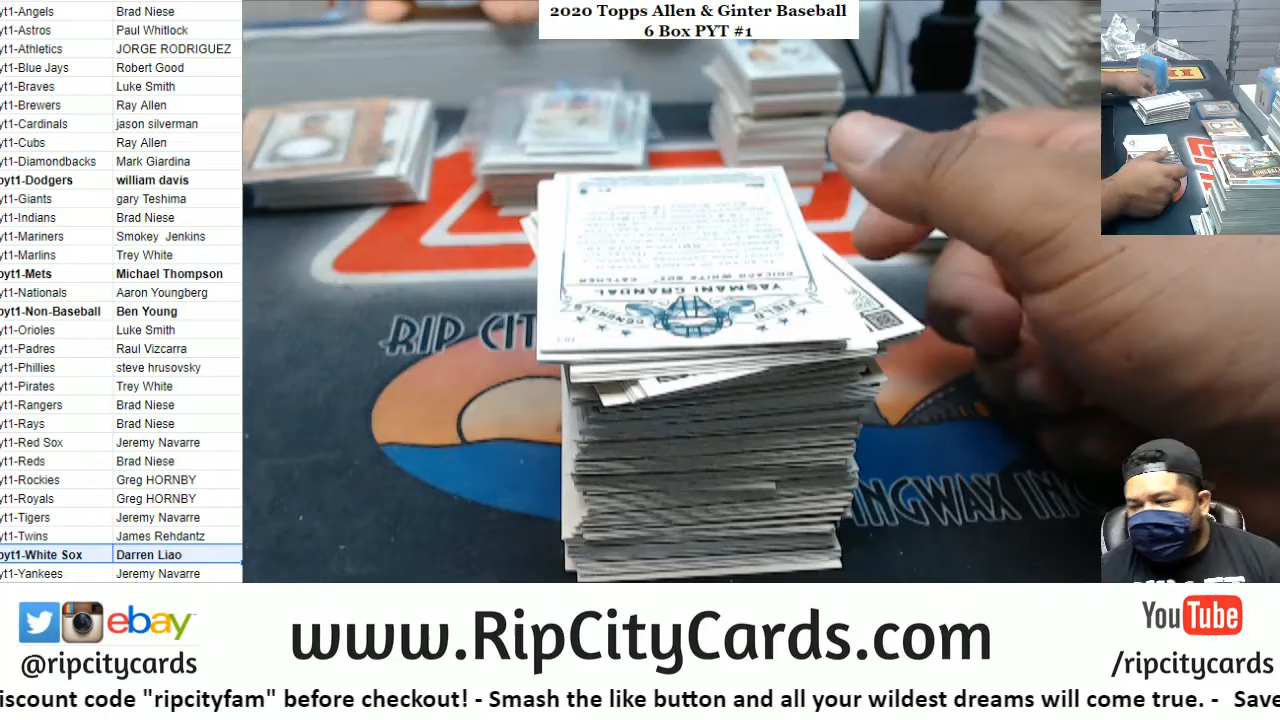 2020 Topps Allen & Ginter Baseball
6 Box PYT #1
yt1-Angels Brad Niese
yt1-Astros Paul Whitlock
yt1-Athletics JORGE RODRIGUEZ
yt1-Blue Jays Robert Good
yt1-Braves Luke Smith
yt1-Brewers Ray Allen
yt1-Cardinals jason silverman
yt1-Cubs Ray Allen
yt1-Diamondbacks Mark Giardina
pyt1-Dodgers william davis
yt1-Giants gary Teshima
yt1-Indians Brad Niese
yt1-Mariners Smokey Jenkins
yt1-Marlins Trey White
pyt1-Mets Michael Thompson
yt1-Nationals Aaron Youngberg
pyt1-Non-Baseball Ben Young
yt1-Orioles Luke Smith
yt1-Padres Raul Vizcarra
yt1-Phillies steve hrusovsky
yt1-Pirates Trey White
yt1-Rangers Brad Niese
yt1-Rays Brad Niese
yt1-Red Sox Jeremy Navarre
yt1-Reds Brad Niese
yt1-Rockies Greg HORNBY
yt1-Royals Greg HORNBY
yt1-Tigers Jeremy Navarre
yt1-Twins James Rehdantz
pyt1-White Sox Darren Liao
yt1-Yankees Jeremy Navarre
CHICAGO WHITE SOX CATCHER
YASMANI GRANDAL
FIELD GENERALS
RIP CIT
INGWAX INC
ebay
@ripcitycards
www.RipCityCards.com
YouTube
/ripcitycards
iscount code "ripcityfam" before checkout! - Smash the like button and all your wildest dreams will come true. - Save